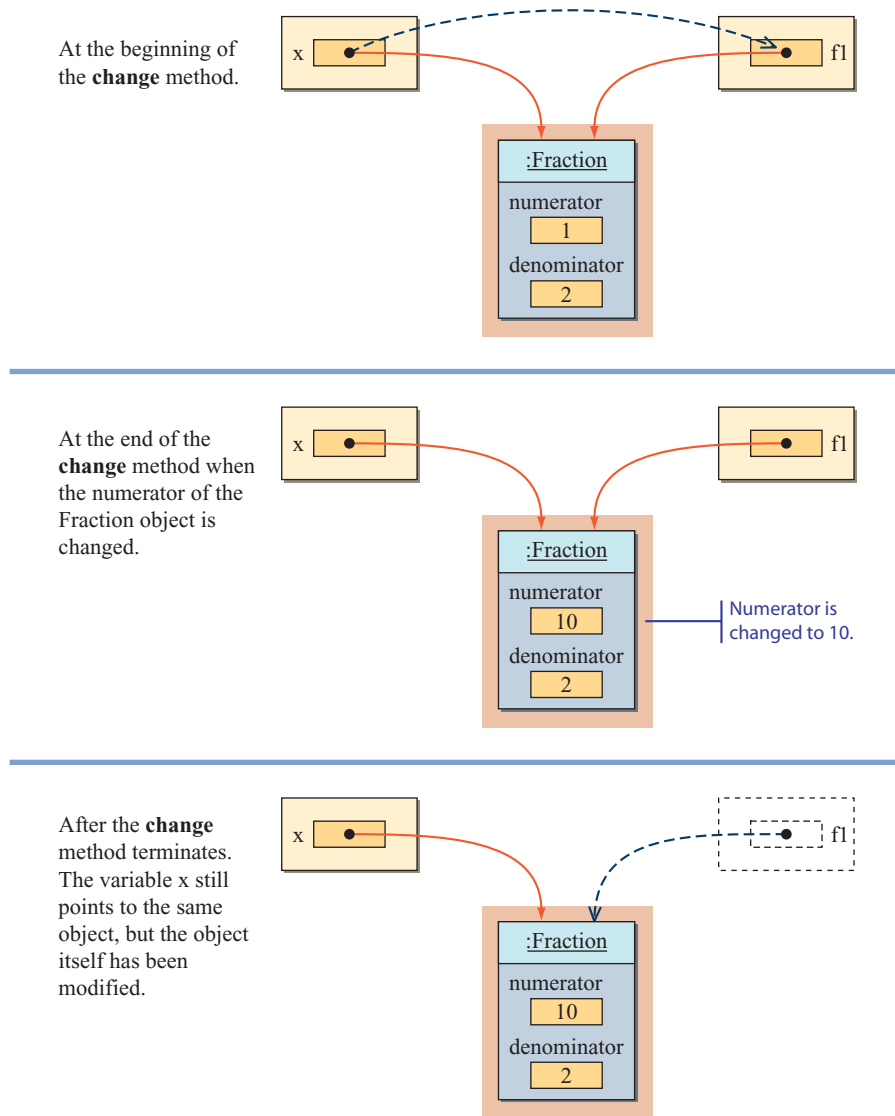 At the beginning of
the change method.
x
f1
:Fraction
numerator
1
denominator
2
At the end of the
change method when
the numerator of the
Fraction object is
changed.
x
f1
:Fraction
numerator
10
denominator
2
Numerator is
changed to 10.
After the change
method terminates.
The variable x still
points to the same
object, but the object
itself has been
modified.
x
f1
:Fraction
numerator
10
denominator
2